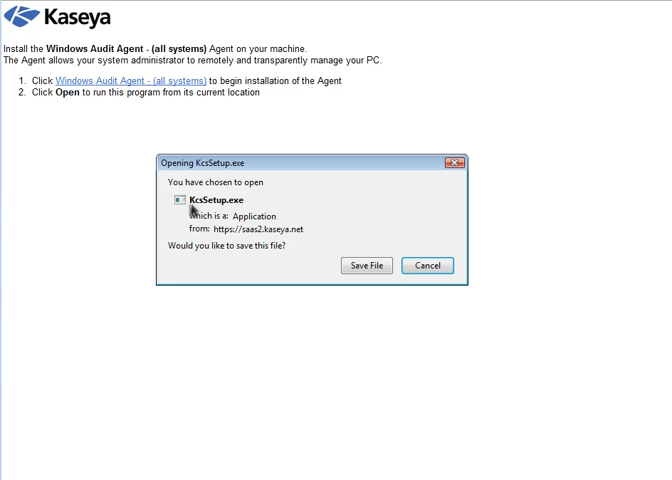 Kaseya
Install the Windows Audit Agent - (all systems) Agent on your machine.
The Agent allows your system administrator to remotely and transparently manage your PC.
1. Click Windows Audit Agent - (all systems) to begin installation of the Agent
2. Click Open to run this program from its current location
Opening KcsSetup.exe
You have chosen to open
KcsSetup.exe
which is a: Application
from: https://saas2.kaseya.net
Would you like to save this file?
Save File Cancel